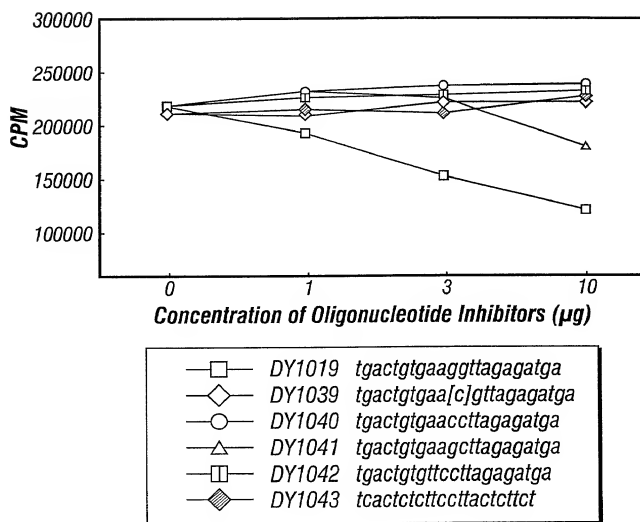 300000
250000
200000
150000
100000
CPM
0 1 3 10
Concentration of Oligonucleotide Inhibitors (µg)
DY1019 tgactgtgaaggttagagatga
DY1039 tgactgtgaa[c]gttagagatga
DY1040 tgactgtgaaccttagagatga
DY1041 tgactgtgaagcttagagatga
DY1042 tgactgtgttccttagagatga
DY1043 tcactctcttccttactcttct